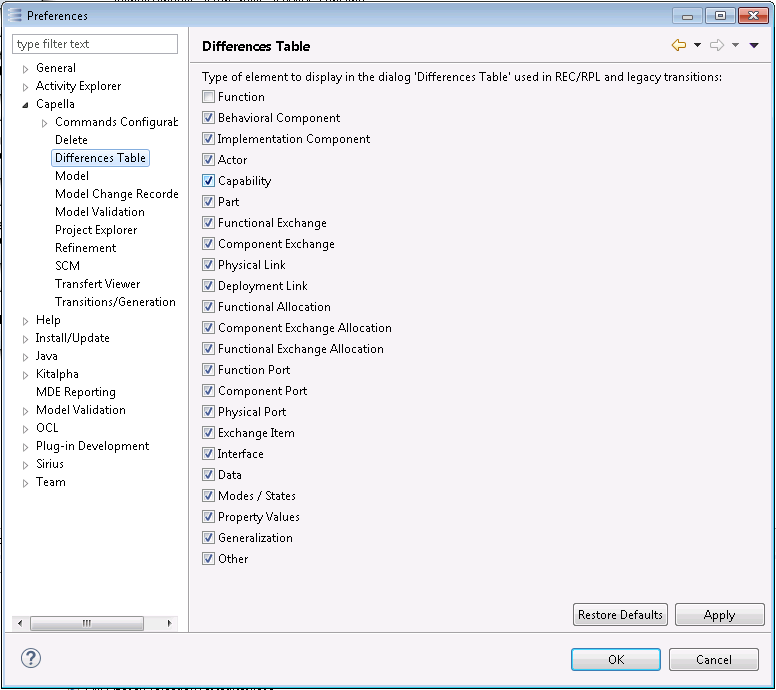 Preferences
type filter text
General
Activity Explorer
Capella
Commands Configurab
Delete
Differences Table
Model
Model Change Recorde
Model Validation
Project Explorer
Refinement
SCM
Transfert Viewer
Transitions/Generation
Help
Install/Update
Java
Kitalpha
MDE Reporting
Model Validation
OCL
Plug-in Development
Sirius
Team
Differences Table
Type of element to display in the dialog 'Differences Table' used in REC/RPL and legacy transitions:
Function
Behavioral Component
Implementation Component
Actor
Capability
Part
Functional Exchange
Component Exchange
Physical Link
Deployment Link
Functional Allocation
Component Exchange Allocation
Functional Exchange Allocation
Function Port
Component Port
Physical Port
Exchange Item
Interface
Data
Modes / States
Property Values
Generalization
Other
Restore Defaults
Apply
OK
Cancel